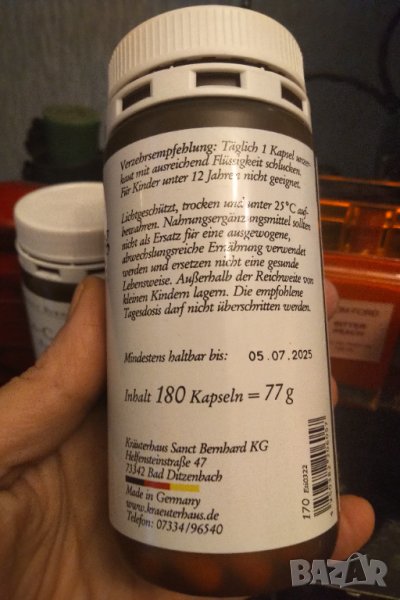 Verzehrsempfehlung: Täglich 1 Kapsel unzer-
kaut mit ausreichend Flüssigkeit schlucken.
Für Kinder unter 12 Jahren nicht geeignet.
Lichtgeschützt, trocken und unter 25°C auf-
bewahren. Nahrungsergänzungsmittel sollten
nicht als Ersatz für eine ausgewogene,
abwechslungsreiche Ernährung verwendet
werden und ersetzen nicht eine gesunde
Lebensweise. Außerhalb der Reichweite von
kleinen Kindern lagern. Die empfohlene
Tagesdosis darf nicht überschritten werden.
Mindestens haltbar bis: 05.07.2025
Inhalt 180 Kapseln = 77 g
Kräuterhaus Sanct Bernhard KG
Helfensteinstraße 47
73342 Bad Ditzenbach
Made in Germany
www.kraeuterhaus.de
Telefon: 07334/96540
170
BITTER
PEACH
BAZAR